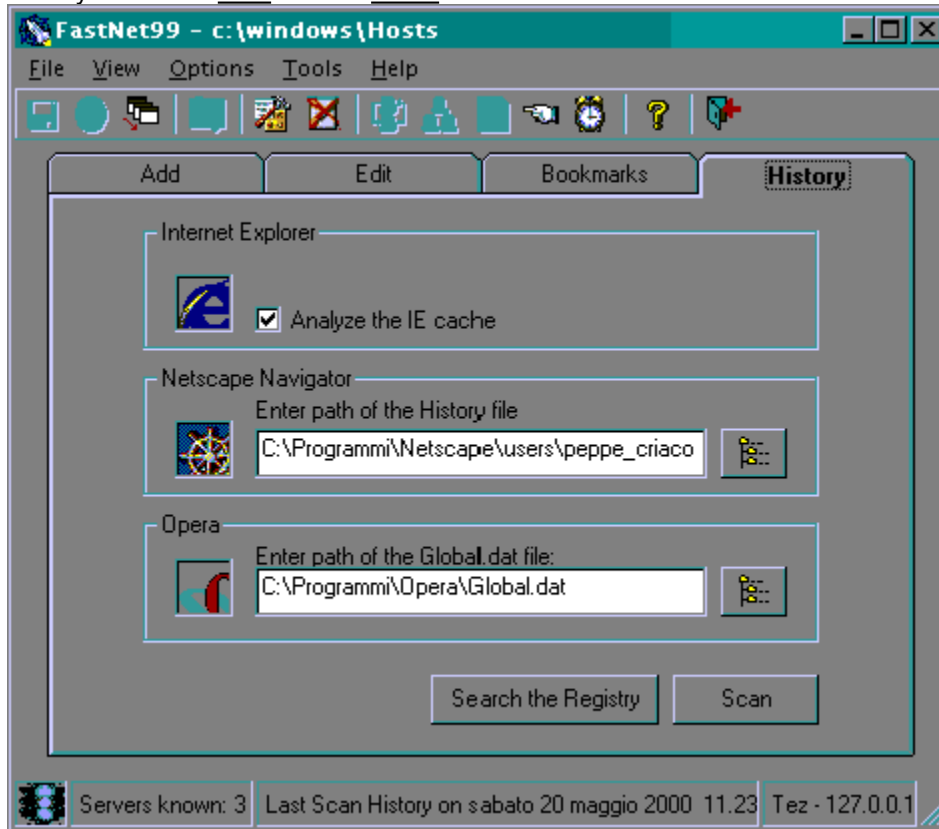 FastNet99 - c:\windows\Hosts
File View Options Tools Help
Add Edit Bookmarks History
Internet Explorer
Analyze the IE cache
Netscape Navigator
Enter path of the History file
C:\Programmi\Netscape\users\peppe_criaco
Opera
Enter path of the Global.dat file:
C:\Programmi\Opera\Global.dat
Search the Registry Scan
Servers known: 3 Last Scan History on sabato 20 maggio 2000 11.23 Tez - 127.0.0.1